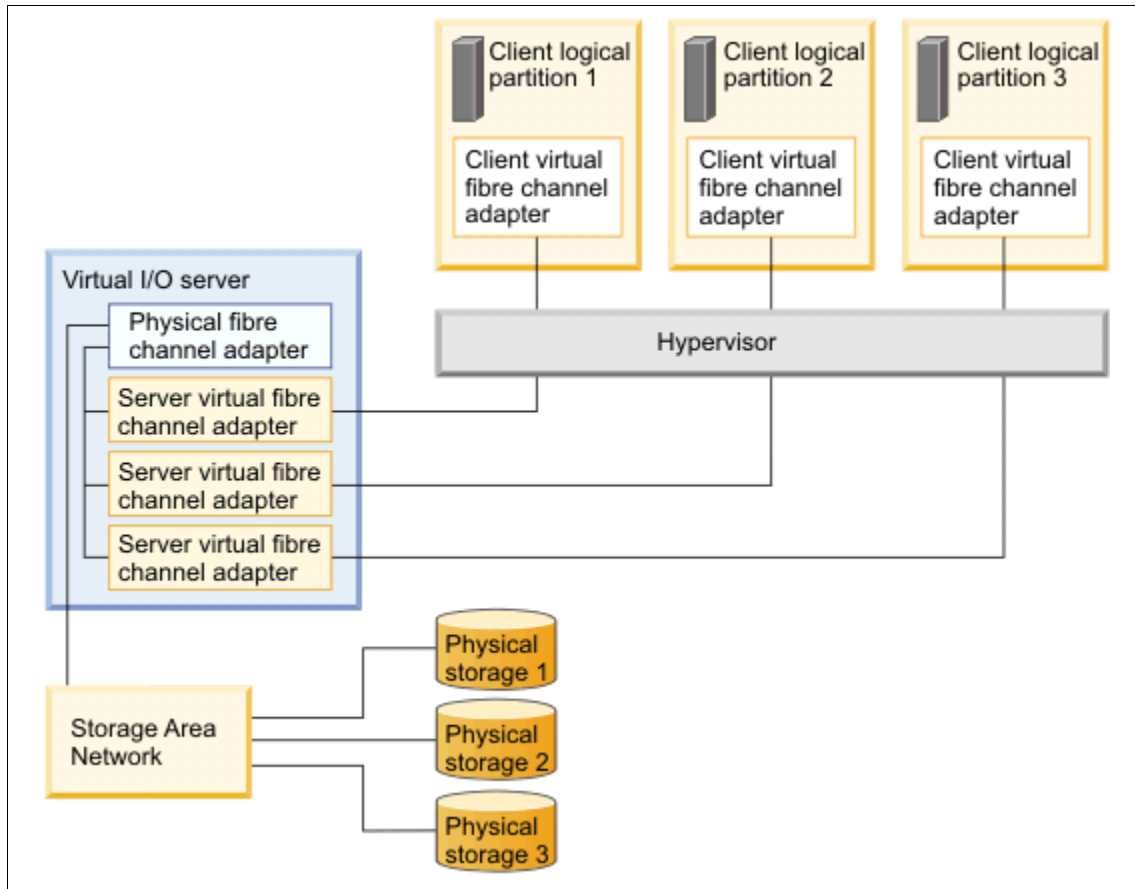 Client logical
partition 1
Client logical
partition 2
Client logical
partition 3
Client virtual
fibre channel
adapter
Client virtual
fibre channel
adapter
Client virtual
fibre channel
adapter
Virtual I/O server
Physical fibre
channel adapter
Hypervisor
Server virtual fibre
channel adapter
Server virtual fibre
channel adapter
Server virtual fibre
channel adapter
Storage Area
Network
Physical
storage 1
Physical
storage 2
Physical
storage 3